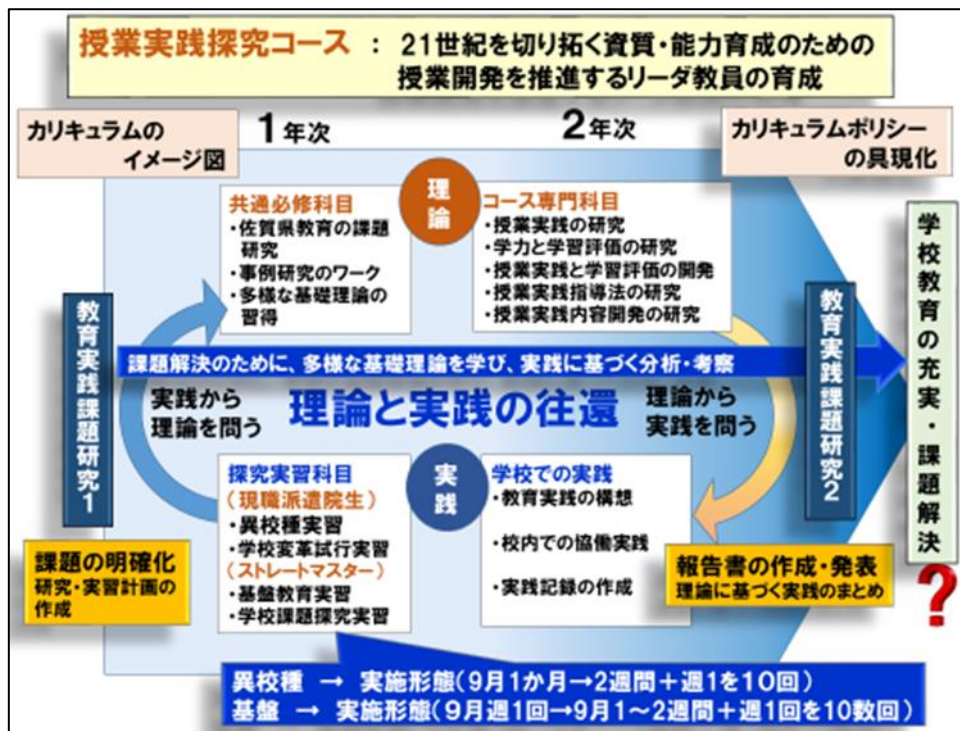 授業実践探究コース : 21世紀を切り拓く資質・能力育成のための
授業開発を推進するリーダ教員の育成
カリキュラムの
イメージ図
1年次
2年次
カリキュラムポリシー
の具現化
理論
共通必修科目
・佐賀県教育の課題
研究
・事例研究のワーク
・多様な基礎理論の
習得
コース専門科目
・授業実践の研究
・学力と学習評価の研究
・授業実践と学習評価の開発
・授業実践指導法の研究
・授業実践内容開発の研究
教育実践課題研究1
課題解決のために、多様な基礎理論を学び、実践に基づく分析・考察
教育実践課題研究2
学校教育の充実・課題解決
?
実践から
理論を問う
理論と実践の往還
理論から
実践を問う
実践
探究実習科目
(現職派遣院生)
・異校種実習
・学校変革試行実習
(ストレートマスター)
・基盤教育実習
・学校課題探究実習
学校での実践
・教育実践の構想
・校内での協働実践
・実践記録の作成
課題の明確化
研究・実習計画の
作成
報告書の作成・発表
理論に基づく実践のまとめ
異校種 → 実施形態(9月1か月→2週間+週1を10回)
基盤 → 実施形態(9月週1回→9月1～2週間+週1回を10数回)